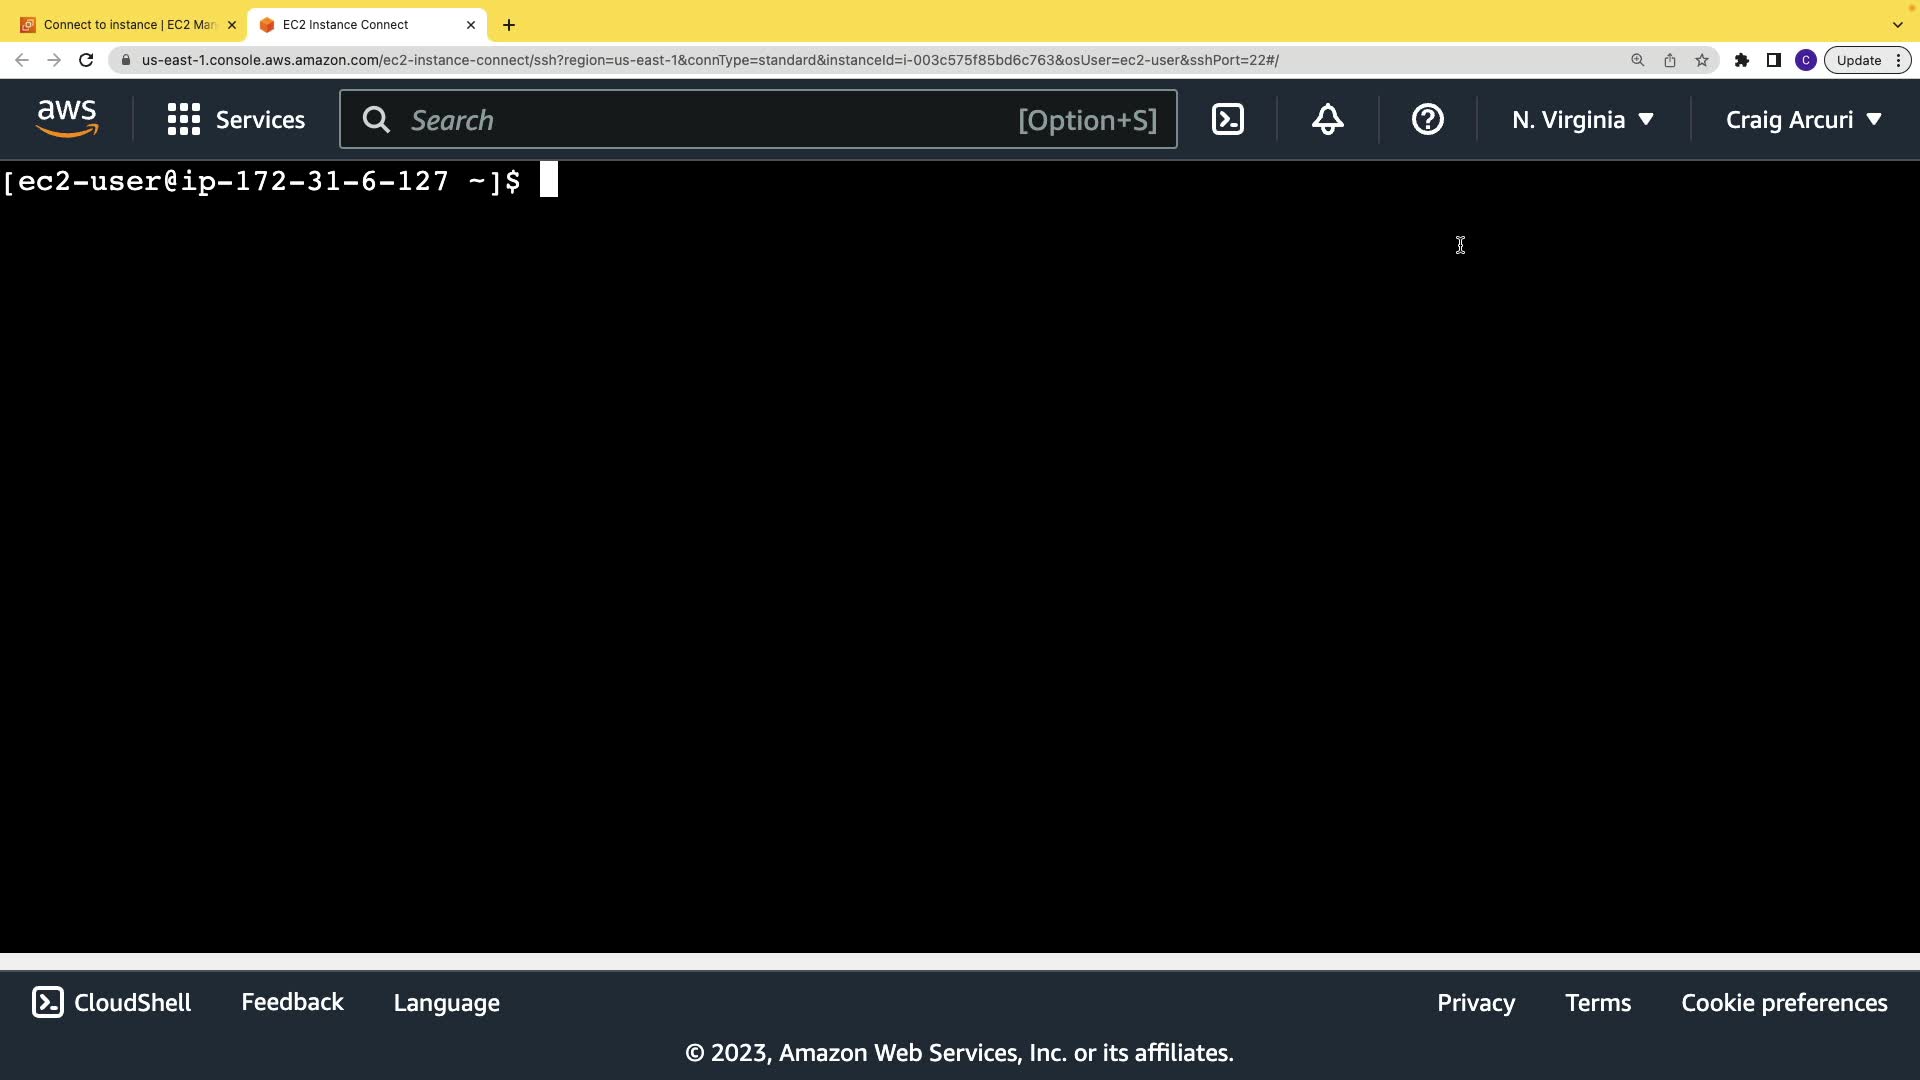 Connect to instance | EC2 Man
EC2 Instance Connect
us-east-1.console.aws.amazon.com/ec2-instance-connect/ssh?region=us-east-1&connType=standard&instanceId=i-003c575f85bd6c763&osUser=ec2-user&sshPort=22#/
C
Update
aws
Services
Search
[Option+S]
N. Virginia
Craig Arcuri
[ec2-user@ip-172-31-6-127 ~]$
CloudShell
Feedback
Language
Privacy
Terms
Cookie preferences
© 2023, Amazon Web Services, Inc. or its affiliates.